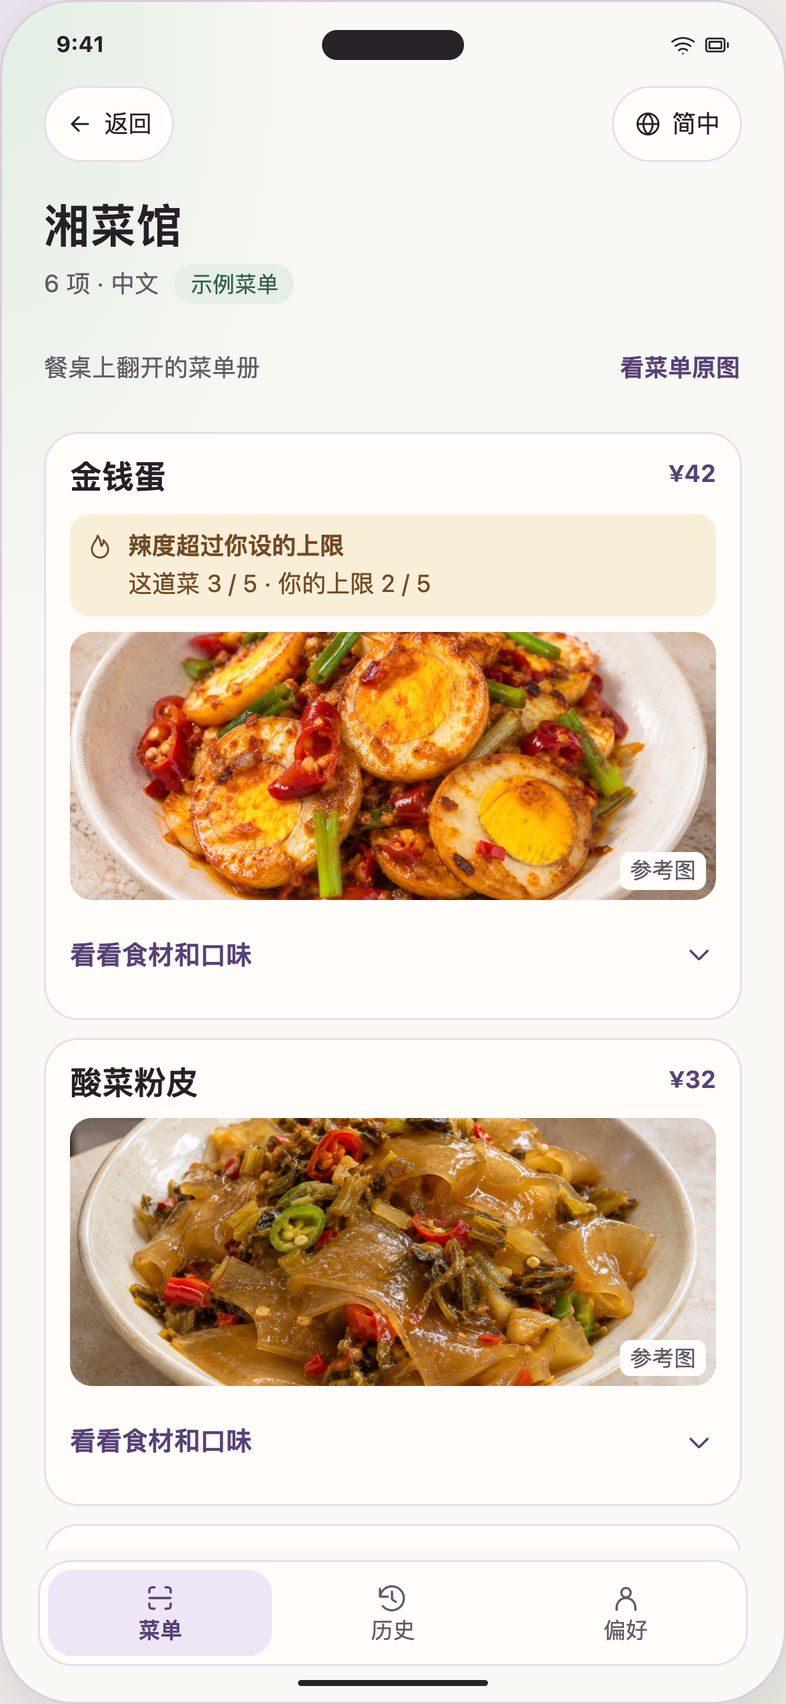 9:41
返回
简中
湘菜馆
6 项 · 中文 示例菜单
餐桌上翻开的菜单册 看菜单原图
金钱蛋 ¥42
辣度超过你设的上限
这道菜 3 / 5 · 你的上限 2 / 5
参考图
看看食材和口味
酸菜粉皮 ¥32
参考图
看看食材和口味
菜单 历史 偏好